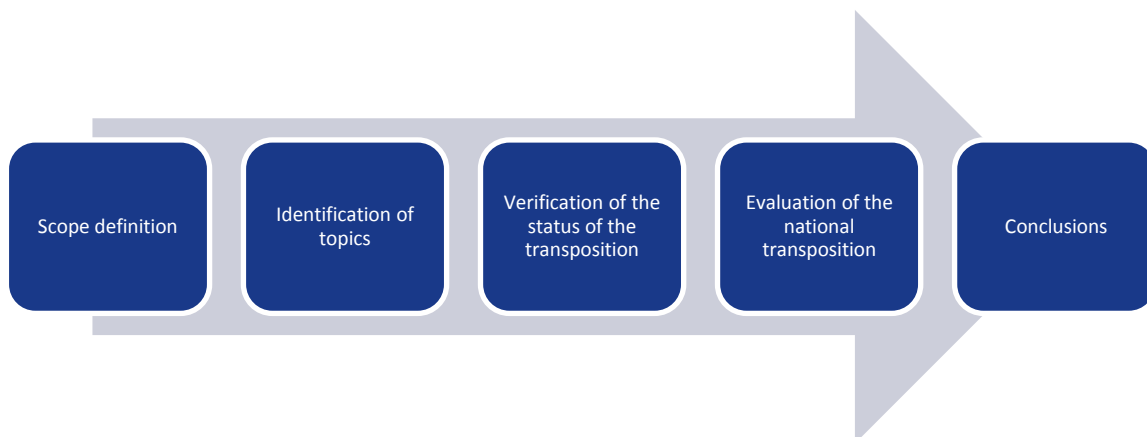 Scope definition
Identification of
topics
Verification of the
status of the
transposition
Evaluation of the
national
transposition
Conclusions